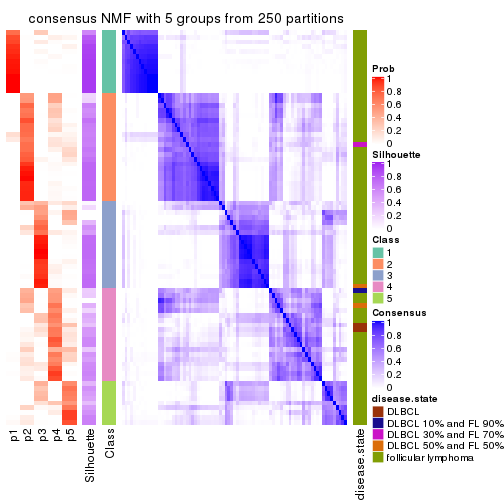 consensus NMF with 5 groups from 250 partitions
Prob
1
0.8
0.6
0.4
0.2
0
Silhouette
1
0.8
0.6
0.4
0.2
0
Class
1
2
3
4
5
Consensus
1
0.8
0.6
0.4
0.2
0
disease.state
DLBCL
DLBCL 10% and FL 90%
DLBCL 30% and FL 70%
DLBCL 50% and FL 50%
follicular lymphoma
p1
p2
p3
p4
p5
Silhouette
Class
disease.state